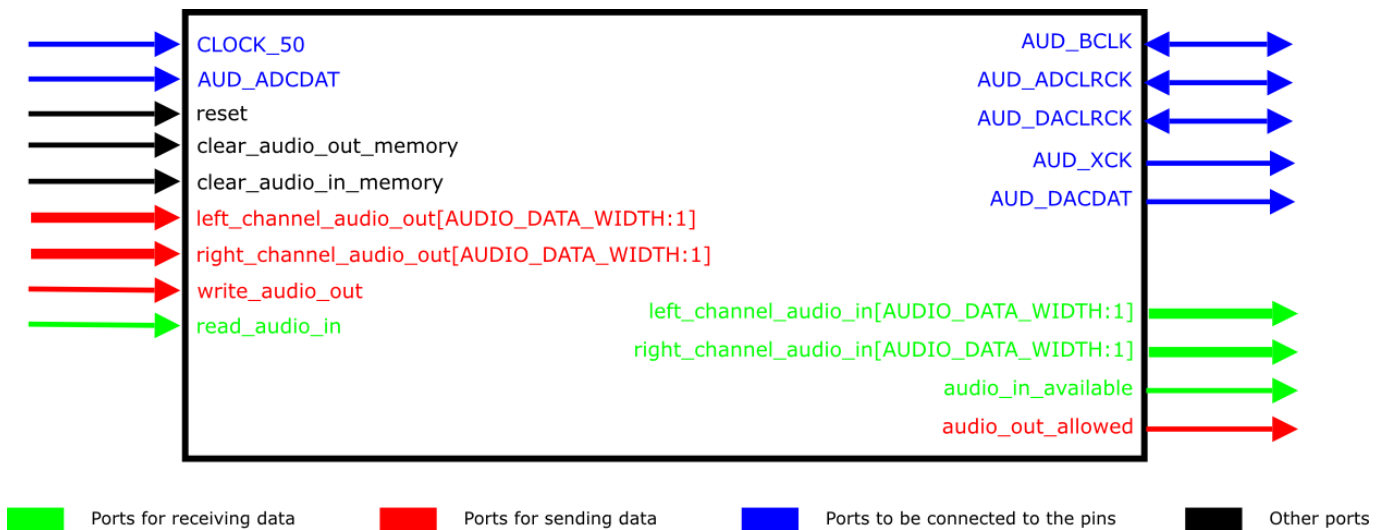 CLOCK_50
AUD_ADCDAT
reset
clear_audio_out_memory
clear_audio_in_memory
left_channel_audio_out[AUDIO_DATA_WIDTH:1]
right_channel_audio_out[AUDIO_DATA_WIDTH:1]
write_audio_out
read_audio_in
AUD_BCLK
AUD_ADCLRCK
AUD_DACLRCK
AUD_XCK
AUD_DACDAT
left_channel_audio_in[AUDIO_DATA_WIDTH:1]
right_channel_audio_in[AUDIO_DATA_WIDTH:1]
audio_in_available
audio_out_allowed
Ports for receiving data
Ports for sending data
Ports to be connected to the pins
Other ports